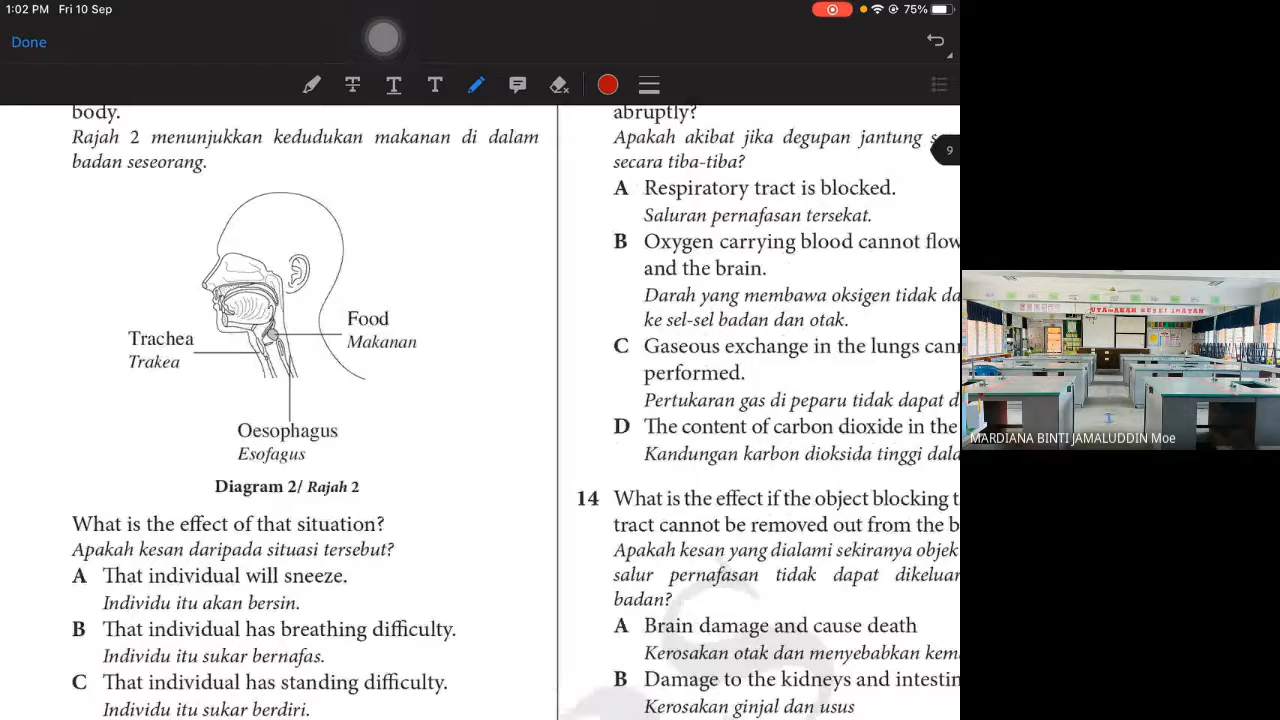 1:02 PM Fri 10 Sep
75%
Done
9
body.
Rajah 2 menunjukkan kedudukan makanan di dalam
badan seseorang.
Food
Makanan
Trachea
Trakea
Oesophagus
Esofagus
Diagram 2/ Rajah 2
What is the effect of that situation?
Apakah kesan daripada situasi tersebut?
A That individual will sneeze.
Individu itu akan bersin.
B That individual has breathing difficulty.
Individu itu sukar bernafas.
C That individual has standing difficulty.
Individu itu sukar berdiri.
abruptly?
Apakah akibat jika degupan jantung
secara tiba-tiba?
A Respiratory tract is blocked.
Saluran pernafasan tersekat.
B Oxygen carrying blood cannot flow
and the brain.
Darah yang membawa oksigen tidak da
ke sel-sel badan dan otak.
C Gaseous exchange in the lungs can
performed.
Pertukaran gas di peparu tidak dapat d
D The content of carbon dioxide in the
Kandungan karbon dioksida tinggi dala
14 What is the effect if the object blocking t
tract cannot be removed out from the b
Apakah kesan yang dialami sekiranya objek
salur pernafasan tidak dapat dikeluar
badan?
A Brain damage and cause death
Kerosakan otak dan menyebabkan kem
B Damage to the kidneys and intestin
Kerosakan ginjal dan usus
MARDIANA BINTI JAMALUDDIN Moe